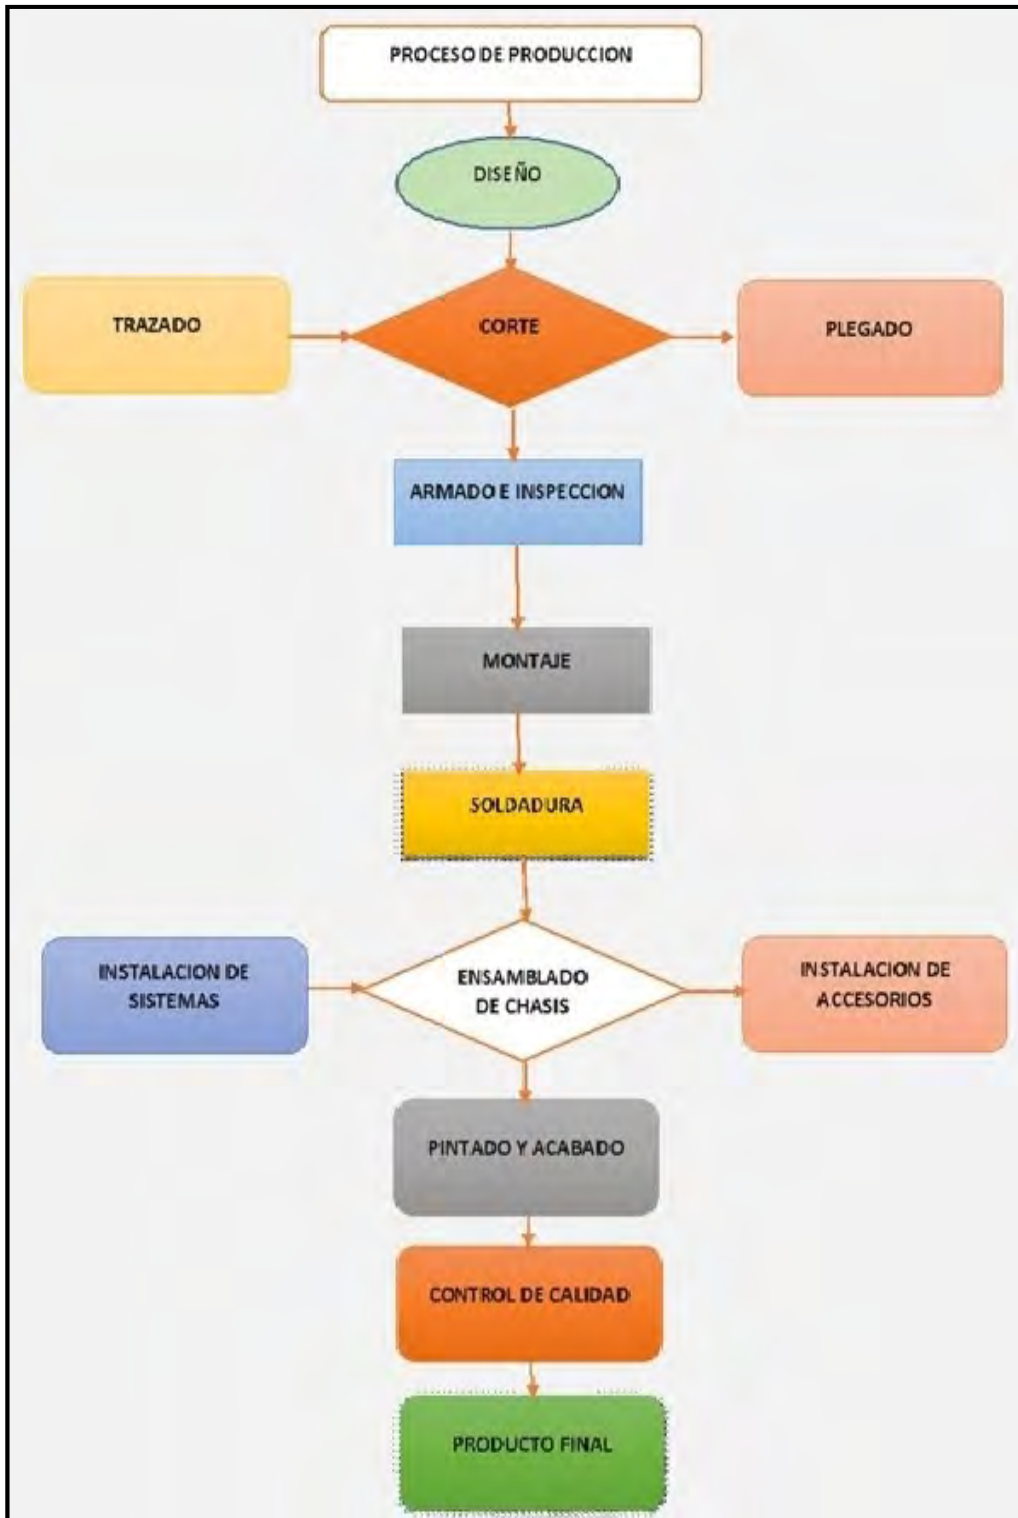 PROCESO DE PRODUCCION
DISEÑO
TRAZADO
CORTE
PLEGADO
ARMADO E INSPECCION
MONTAJE
SOLDADURA
INSTALACION DE
SISTEMAS
ENSAMBLADO
DE CHASIS
INSTALACION DE
ACCESORIOS
PINTADO Y ACABADO
CONTROL DE CALIDAD
PRODUCTO FINAL